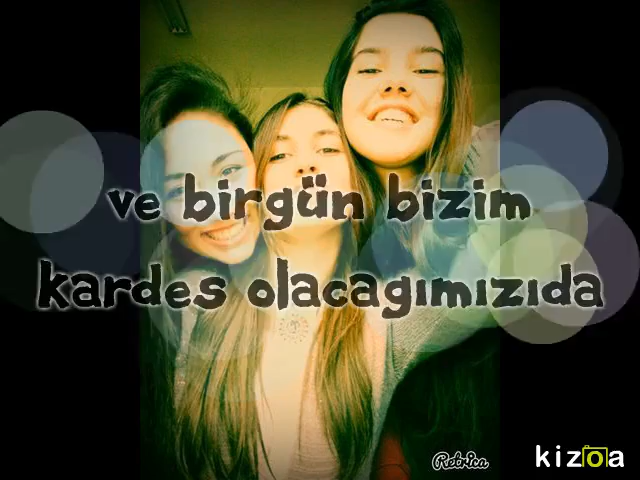 ve birgün bizim
kardes olacagımızıda
Retrica
kizoa